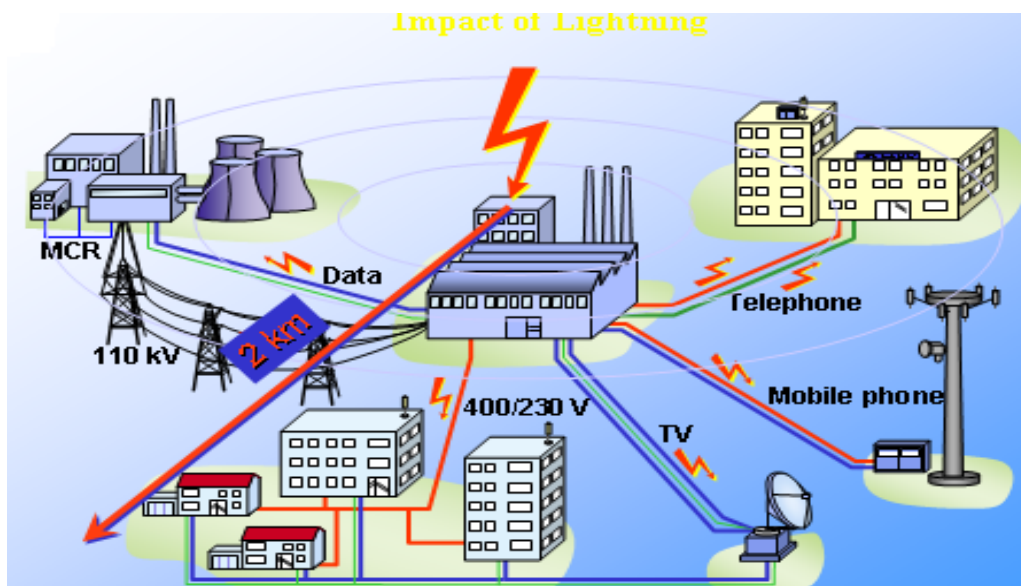 Impact of Lightning
MCR
Data
Telephone
2 km
110 kV
Mobile phone
400/230 V
TV